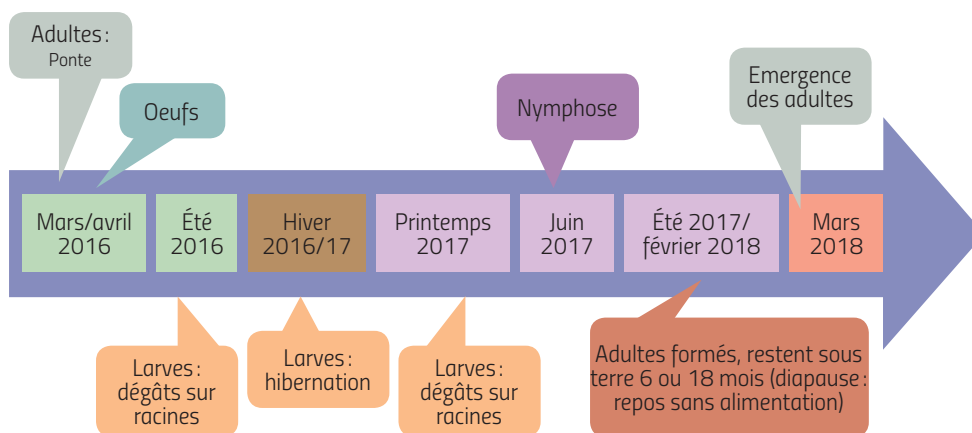 Adultes :
Ponte
Oeufs
Nymphose
Emergence
des adultes
Mars/avril
2016
Été
2016
Hiver
2016/17
Printemps
2017
Juin
2017
Été 2017/
février 2018
Mars
2018
Larves :
dégâts sur
racines
Larves :
hibernation
Larves :
dégâts sur
racines
Adultes formés, restent sous
terre 6 ou 18 mois (diapause :
repos sans alimentation)